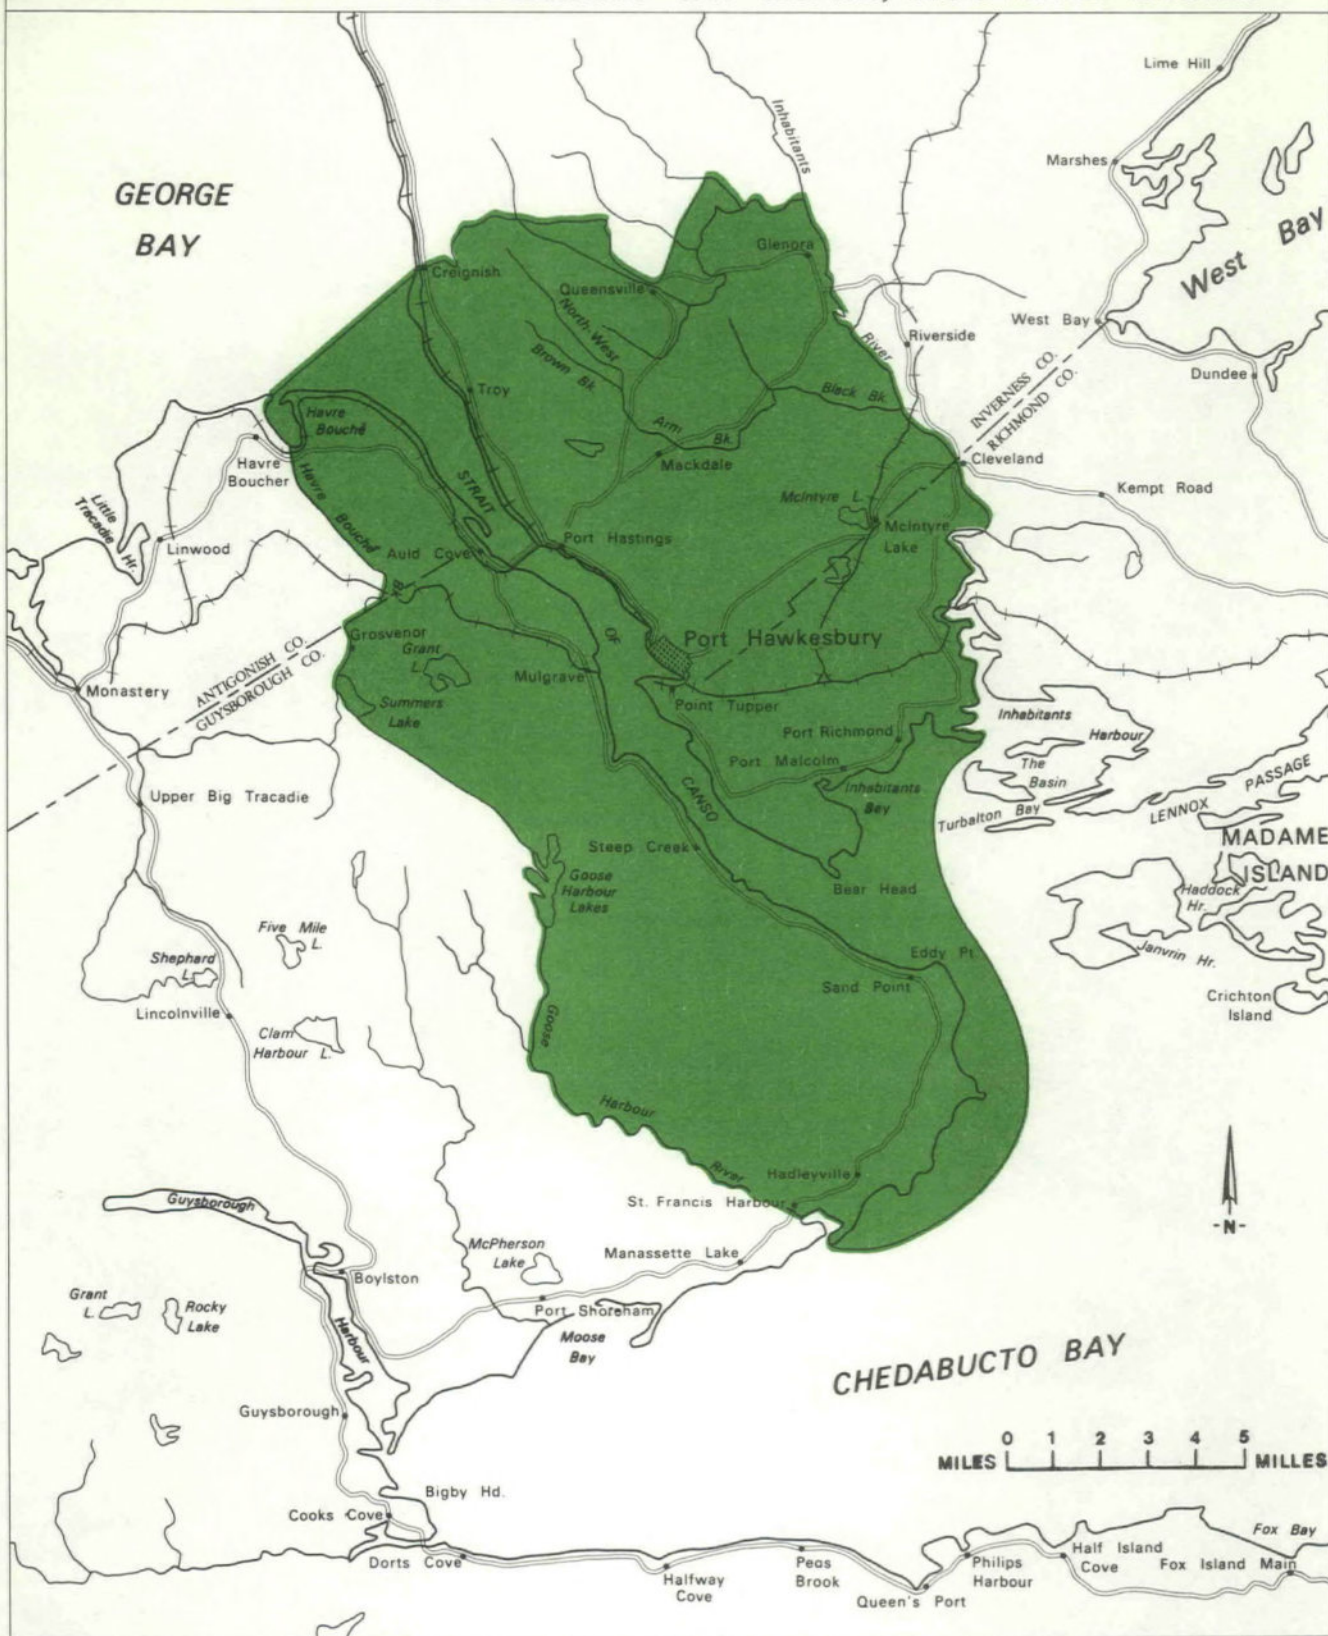 Lime Hill
Inhabitants
Marshes
GEORGE
BAY
West Bay
Glenora
Creignish
Queensville
North West
Brown Bk.
Arm
Bk.
River
Riverside
West Bay
INVERNESS CO.
RICHMOND CO.
Dundee
Troy
Black Bk.
Havre
Bouché
Havre
Boucher
Havre
Bouché
Bk.
Mackdale
Cleveland
Kempt Road
STRAIT
OF
CANSO
McIntyre L.
McIntyre
Lake
Little
Tracadie Hr.
Linwood
Auld Cove
Port Hastings
Grosvenor
Grant
L.
Port Hawkesbury
ANTIGONISH CO.
GUYSBOROUGH CO.
Monastery
Mulgrave
Summers
Lake
Point Tupper
Port Richmond
Inhabitants
Harbour
Port Malcolm
The
Basin
Inhabitants
Bay
PASSAGE
LENNOX
Turbalton Bay
Upper Big Tracadie
MADAME
ISLAND
Steep Creek
Goose
Harbour
Lakes
Bear Head
Haddock
Hr.
Janvrin Hr.
Five Mile
L.
Shephard
L.
Eddy Pt.
Sand Point
Crichton
Island
Lincolnville
Clam
Harbour L.
Goose
Harbour
River
Hadleyville
St. Francis Harbour
-N-
Guysborough
Harbour
McPherson
Lake
Manassette Lake
Boylston
Grant
L.
Rocky
Lake
Port Shoreham
Moose
Bay
CHEDABUCTO BAY
Guysborough
0 1 2 3 4 5
MILES MILLES
Bigby Hd.
Cooks Cove
Dorts Cove
Halfway
Cove
Peas
Brook
Queen's Port
Philips
Harbour
Half Island
Cove
Fox Island Main
Fox Bay